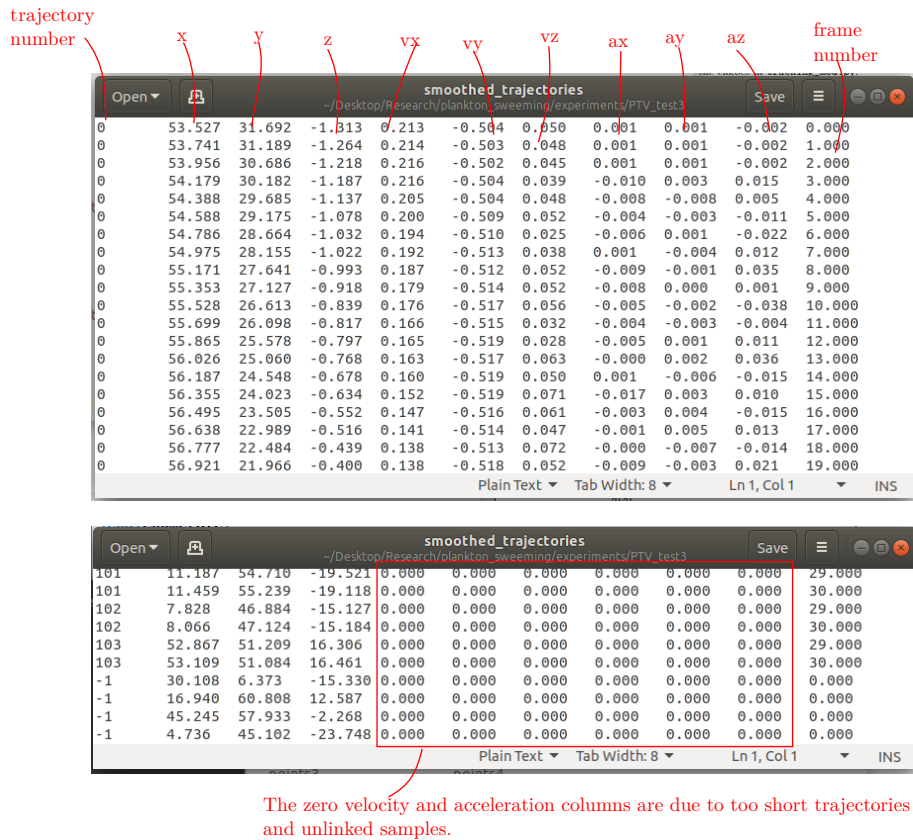 trajectory
number
x
y
z
vx
vy
vz
ax
ay
az
frame
number
Open
smoothed_trajectories
~/Desktop/Research/plankton_sweeming/experiments/PTV_test3
Save
0 53.527 31.692 -1.313 0.213 -0.504 0.050 0.001 0.001 -0.002 0.000
0 53.741 31.189 -1.264 0.214 -0.503 0.048 0.001 0.001 -0.002 1.000
0 53.956 30.686 -1.218 0.216 -0.502 0.045 0.001 0.001 -0.002 2.000
0 54.179 30.182 -1.187 0.216 -0.504 0.039 -0.010 0.003 0.015 3.000
0 54.388 29.685 -1.137 0.205 -0.504 0.048 -0.008 -0.008 0.005 4.000
0 54.588 29.175 -1.078 0.200 -0.509 0.052 -0.004 -0.003 -0.011 5.000
0 54.786 28.664 -1.032 0.194 -0.510 0.025 -0.006 0.001 -0.022 6.000
0 54.975 28.155 -1.022 0.192 -0.513 0.038 0.001 -0.004 0.012 7.000
0 55.171 27.641 -0.993 0.187 -0.512 0.052 -0.009 -0.001 0.035 8.000
0 55.353 27.127 -0.918 0.179 -0.514 0.052 -0.008 0.000 0.001 9.000
0 55.528 26.613 -0.839 0.176 -0.517 0.056 -0.005 -0.002 -0.038 10.000
0 55.699 26.098 -0.817 0.166 -0.515 0.032 -0.004 -0.003 -0.004 11.000
0 55.865 25.578 -0.797 0.165 -0.519 0.028 -0.005 0.001 0.011 12.000
0 56.026 25.060 -0.768 0.163 -0.517 0.063 -0.000 0.002 0.036 13.000
0 56.187 24.548 -0.678 0.160 -0.519 0.050 0.001 -0.006 -0.015 14.000
0 56.355 24.023 -0.634 0.152 -0.519 0.071 -0.017 0.003 0.010 15.000
0 56.495 23.505 -0.552 0.147 -0.516 0.061 -0.003 0.004 -0.015 16.000
0 56.638 22.989 -0.516 0.141 -0.514 0.047 -0.001 0.005 0.013 17.000
0 56.777 22.484 -0.439 0.138 -0.513 0.072 -0.000 -0.007 -0.014 18.000
0 56.921 21.966 -0.400 0.138 -0.518 0.052 -0.009 -0.003 0.021 19.000
Plain Text Tab Width: 8 Ln 1, Col 1 INS
Open
smoothed_trajectories
~/Desktop/Research/plankton_sweeming/experiments/PTV_test3
Save
101 11.187 54.710 -19.521 0.000 0.000 0.000 0.000 0.000 0.000 29.000
101 11.459 55.239 -19.118 0.000 0.000 0.000 0.000 0.000 0.000 30.000
102 7.828 46.884 -15.127 0.000 0.000 0.000 0.000 0.000 0.000 29.000
102 8.066 47.124 -15.184 0.000 0.000 0.000 0.000 0.000 0.000 30.000
103 52.867 51.209 16.306 0.000 0.000 0.000 0.000 0.000 0.000 29.000
103 53.109 51.084 16.461 0.000 0.000 0.000 0.000 0.000 0.000 30.000
-1 30.108 6.373 -15.330 0.000 0.000 0.000 0.000 0.000 0.000 0.000
-1 16.940 60.808 12.587 0.000 0.000 0.000 0.000 0.000 0.000 0.000
-1 45.245 57.933 -2.268 0.000 0.000 0.000 0.000 0.000 0.000 0.000
-1 4.736 45.102 -23.748 0.000 0.000 0.000 0.000 0.000 0.000 0.000
Plain Text Tab Width: 8 Ln 1, Col 1 INS
The zero velocity and acceleration columns are due to too short trajectories
and unlinked samples.